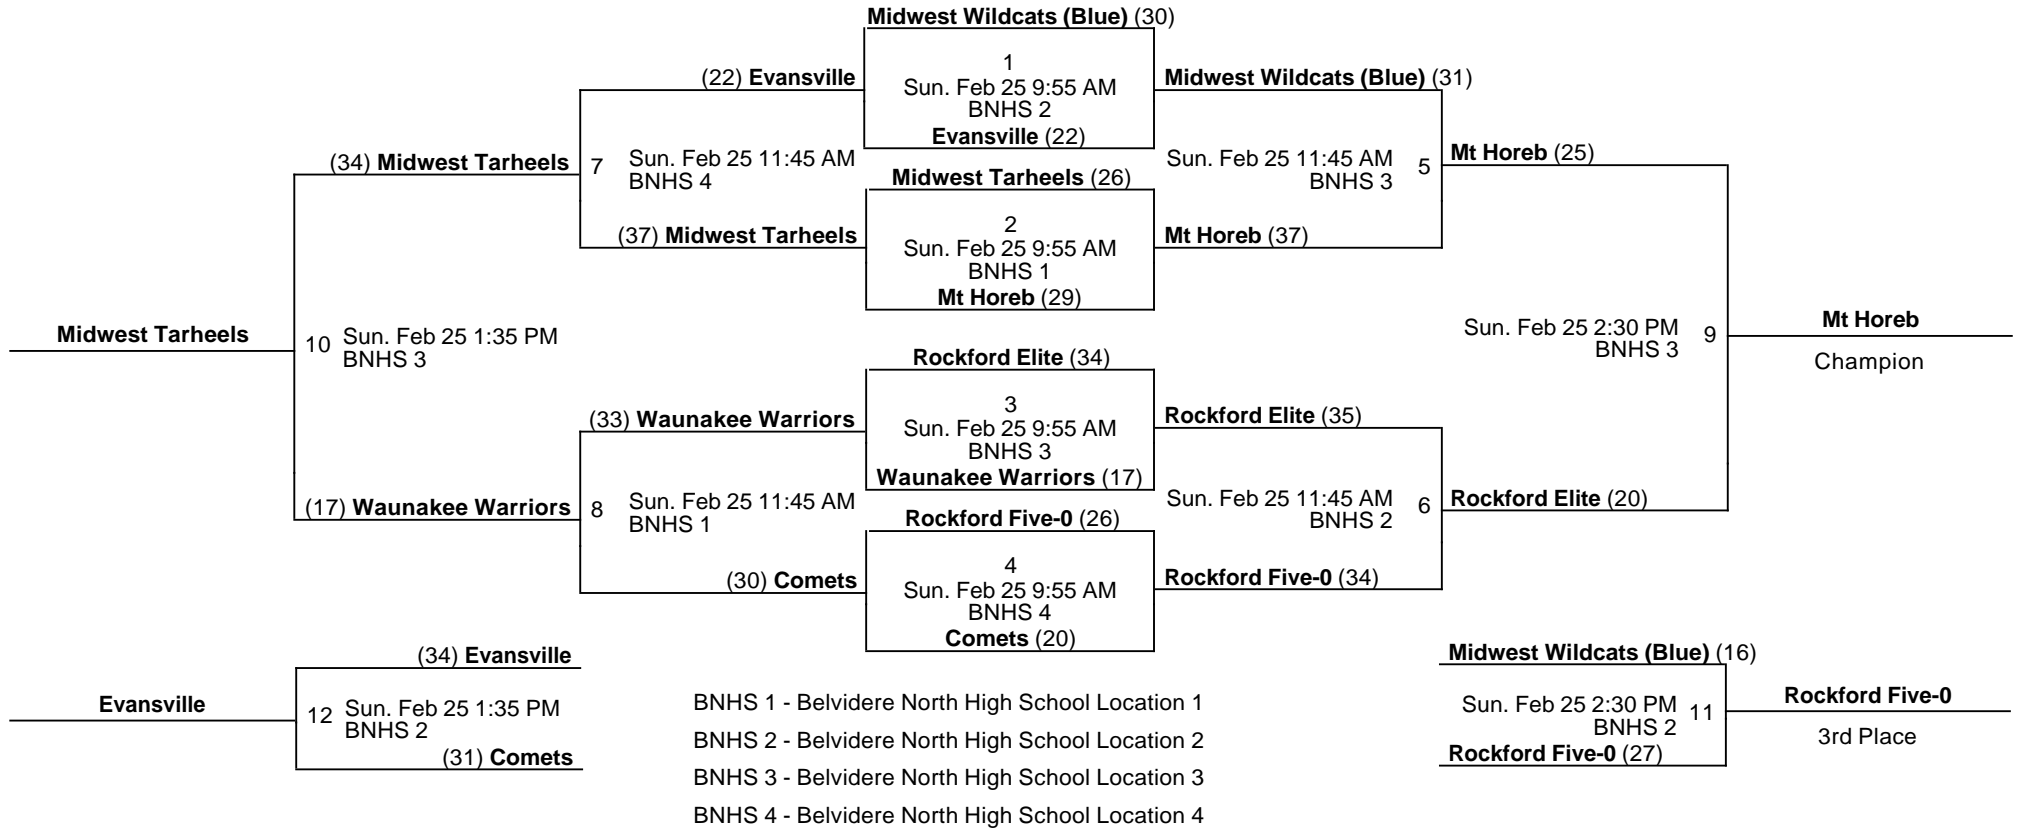 Midwest Wildcats (Blue) (30)
1
Sun. Feb 25 9:55 AM
BNHS 2
Evansville (22)
(22) Evansville
Midwest Wildcats (Blue) (31)
(34) Midwest Tarheels
7 Sun. Feb 25 11:45 AM
BNHS 4
Sun. Feb 25 11:45 AM 5
BNHS 3
Mt Horeb (25)
Midwest Tarheels (26)
2
Sun. Feb 25 9:55 AM
BNHS 1
Mt Horeb (29)
(37) Midwest Tarheels
Mt Horeb (37)
Midwest Tarheels
10 Sun. Feb 25 1:35 PM
BNHS 3
Sun. Feb 25 2:30 PM 9
BNHS 3
Mt Horeb
Champion
Rockford Elite (34)
3
Sun. Feb 25 9:55 AM
BNHS 3
Waunakee Warriors (17)
(33) Waunakee Warriors
Rockford Elite (35)
(17) Waunakee Warriors
8 Sun. Feb 25 11:45 AM
BNHS 1
Sun. Feb 25 11:45 AM 6
BNHS 2
Rockford Elite (20)
Rockford Five-0 (26)
4
Sun. Feb 25 9:55 AM
BNHS 4
Comets (20)
(30) Comets
Rockford Five-0 (34)
(34) Evansville
Evansville
12 Sun. Feb 25 1:35 PM
BNHS 2
(31) Comets
BNHS 1 - Belvidere North High School Location 1
BNHS 2 - Belvidere North High School Location 2
BNHS 3 - Belvidere North High School Location 3
BNHS 4 - Belvidere North High School Location 4
Midwest Wildcats (Blue) (16)
Sun. Feb 25 2:30 PM 11
BNHS 2
Rockford Five-0 (27)
Rockford Five-0
3rd Place